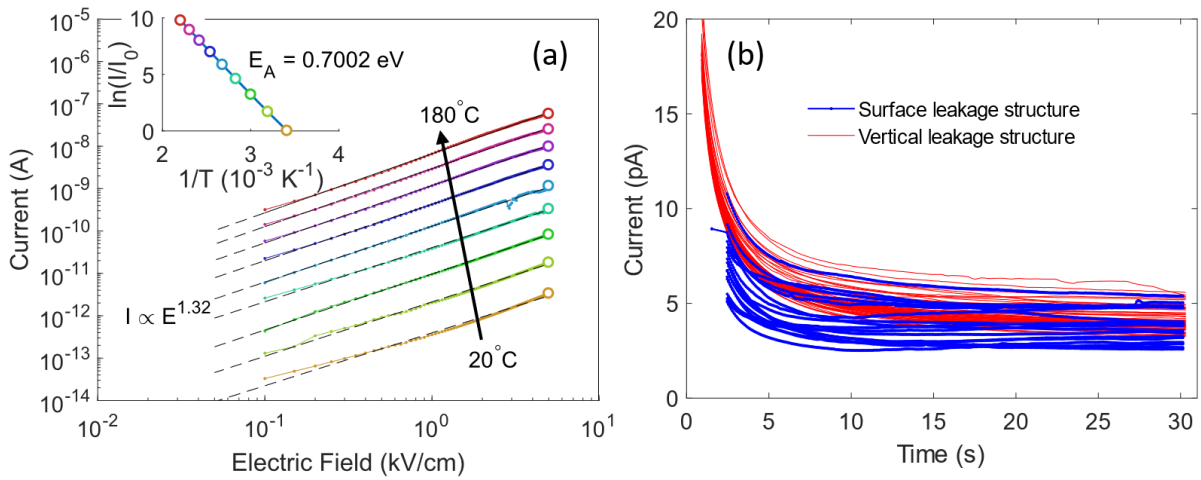 (a)
10^-5
10^-6
10^-7
10^-8
10^-9
10^-10
10^-11
10^-12
10^-13
10^-14
Current (A)
10^-2
10^-1
10^0
10^1
Electric Field (kV/cm)
10
5
0
ln(I/I_0)
2
3
4
1/T (10^-3 K^-1)
E_A = 0.7002 eV
180°C
20°C
I ∝ E^1.32
(b)
20
15
10
5
0
Current (pA)
0
5
10
15
20
25
30
Time (s)
Surface leakage structure
Vertical leakage structure